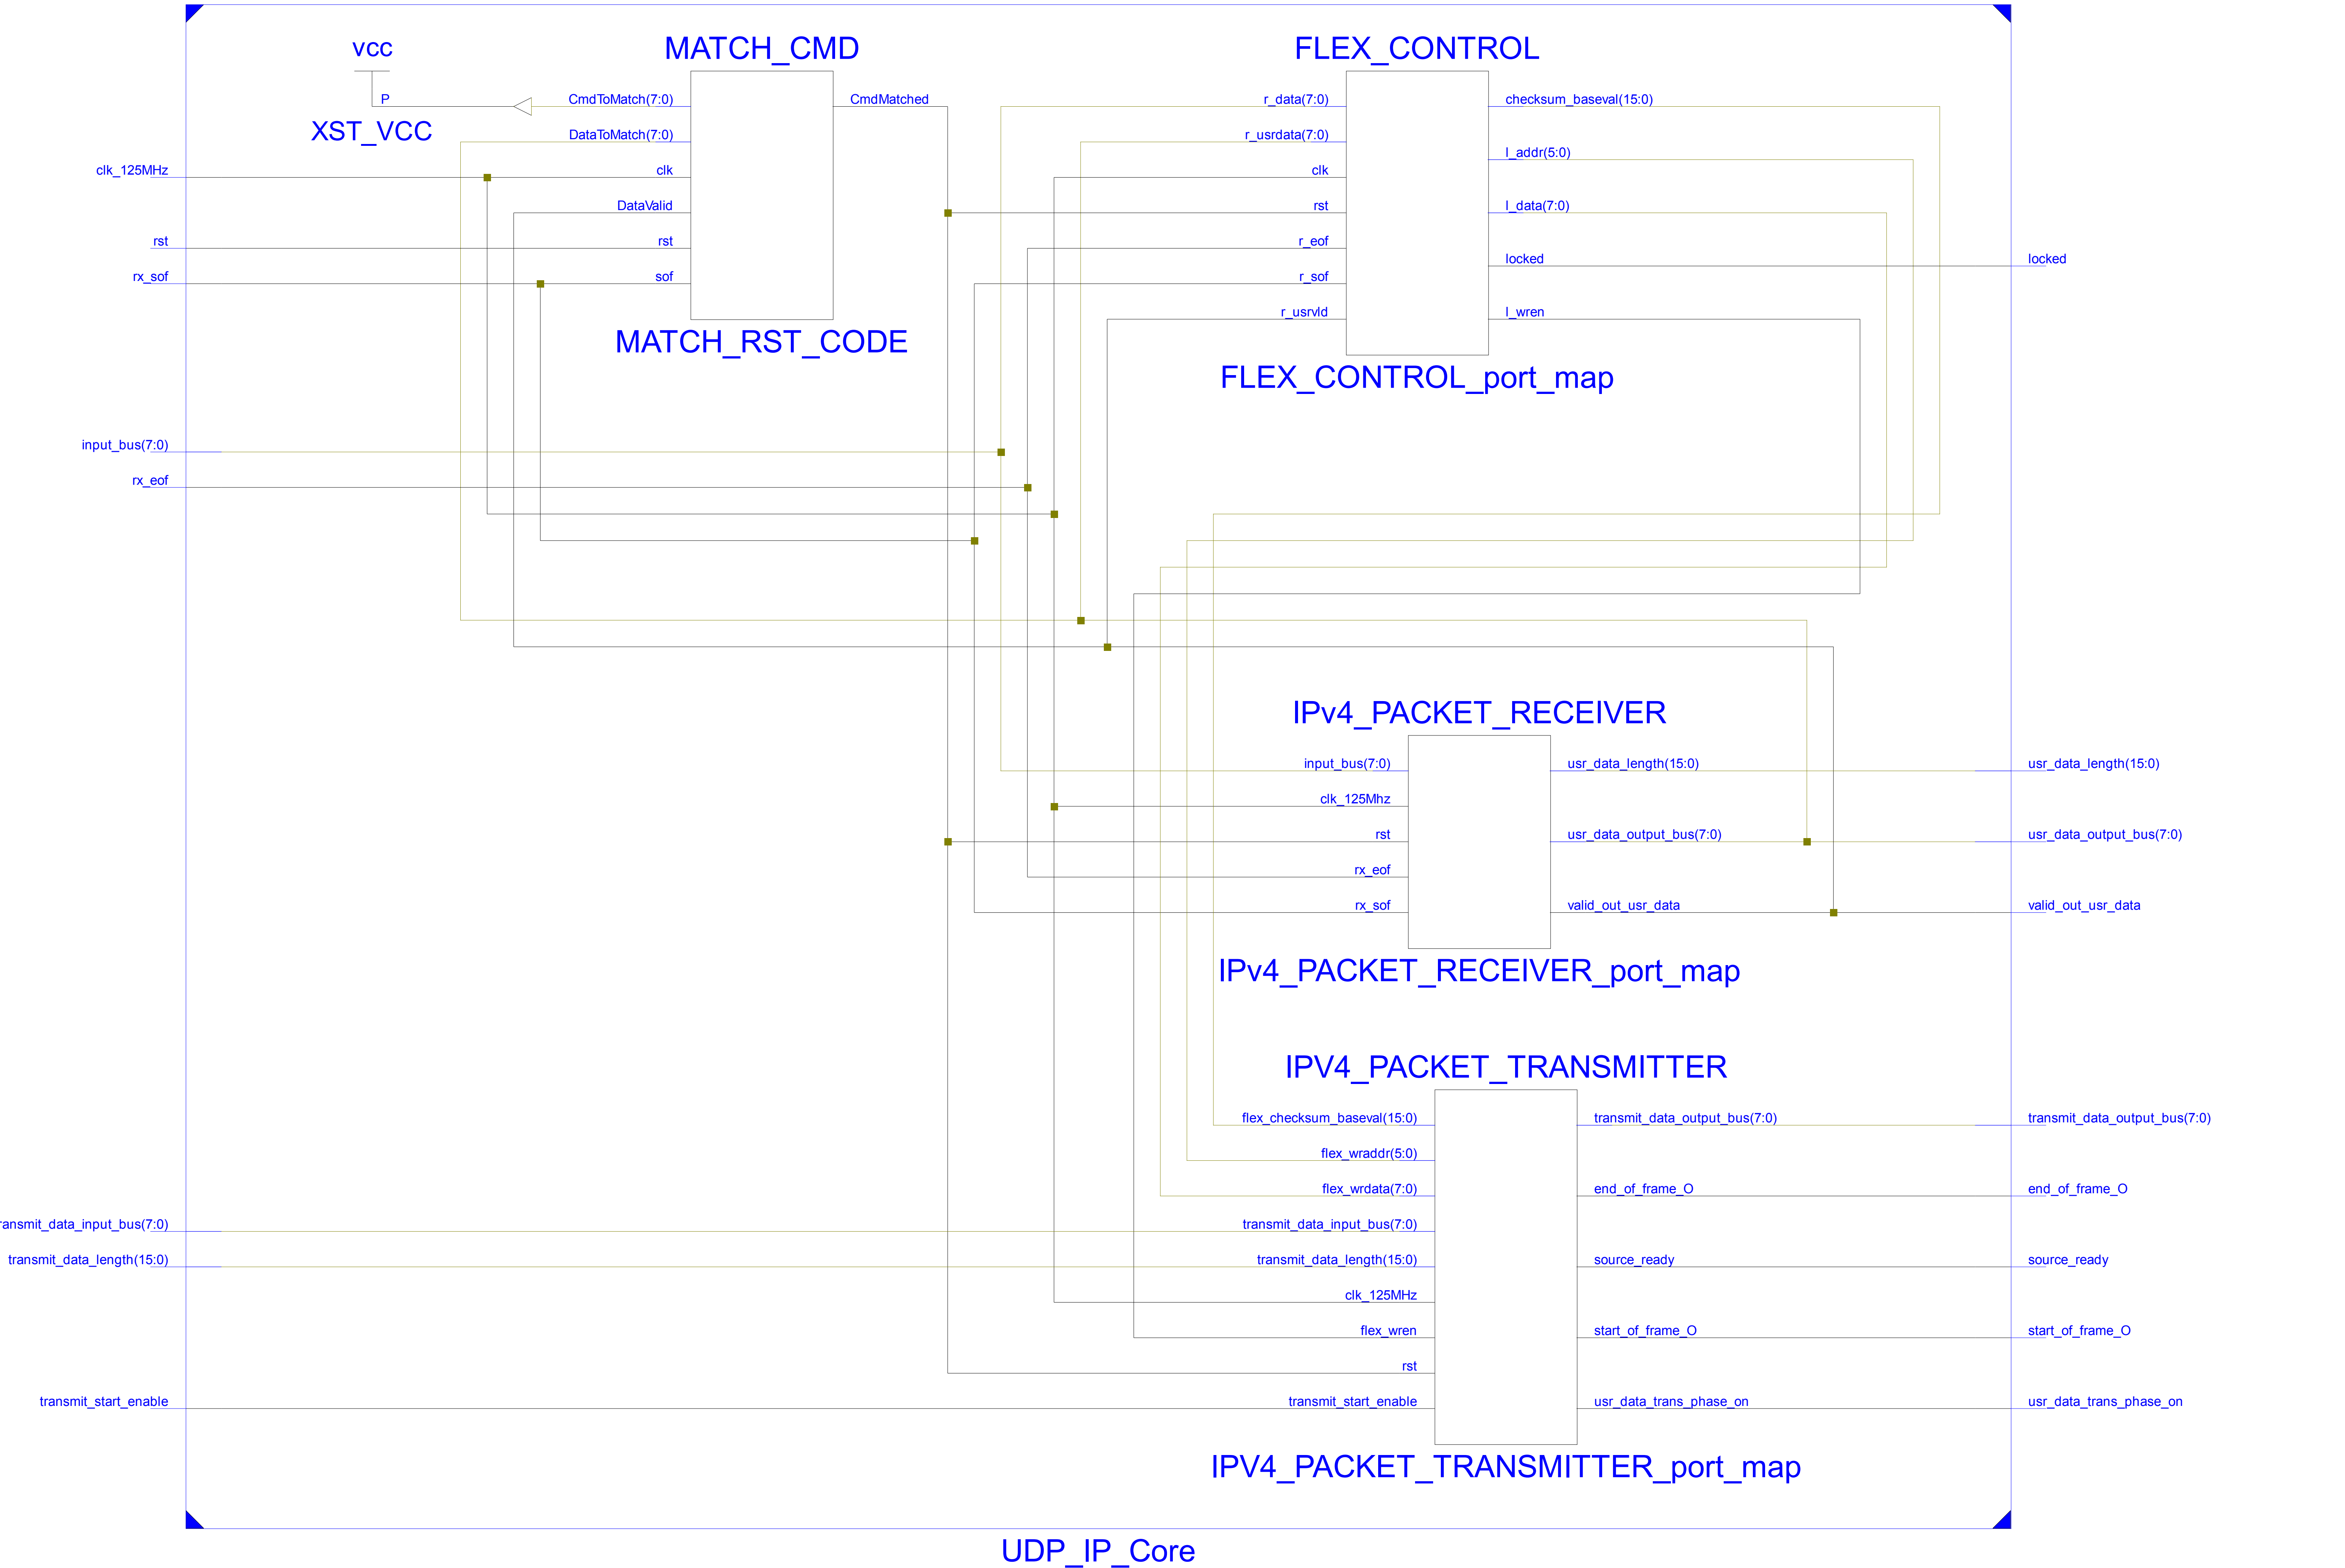 vcc
P
XST_VCC
MATCH_CMD
CmdToMatch(7:0)
DataToMatch(7:0)
clk
DataValid
rst
sof
CmdMatched
MATCH_RST_CODE
FLEX_CONTROL
r_data(7:0)
r_usrdata(7:0)
clk
rst
r_eof
r_sof
r_usrvld
checksum_baseval(15:0)
l_addr(5:0)
l_data(7:0)
locked
l_wren
FLEX_CONTROL_port_map
clk_125MHz
rst
rx_sof
input_bus(7:0)
rx_eof
locked
IPv4_PACKET_RECEIVER
input_bus(7:0)
clk_125Mhz
rst
rx_eof
rx_sof
usr_data_length(15:0)
usr_data_output_bus(7:0)
valid_out_usr_data
IPv4_PACKET_RECEIVER_port_map
usr_data_length(15:0)
usr_data_output_bus(7:0)
valid_out_usr_data
IPV4_PACKET_TRANSMITTER
flex_checksum_baseval(15:0)
flex_wraddr(5:0)
flex_wrdata(7:0)
transmit_data_input_bus(7:0)
transmit_data_length(15:0)
clk_125MHz
flex_wren
rst
transmit_start_enable
transmit_data_output_bus(7:0)
end_of_frame_O
source_ready
start_of_frame_O
usr_data_trans_phase_on
IPV4_PACKET_TRANSMITTER_port_map
ransmit_data_input_bus(7:0)
transmit_data_length(15:0)
transmit_start_enable
transmit_data_output_bus(7:0)
end_of_frame_O
source_ready
start_of_frame_O
usr_data_trans_phase_on
UDP_IP_Core